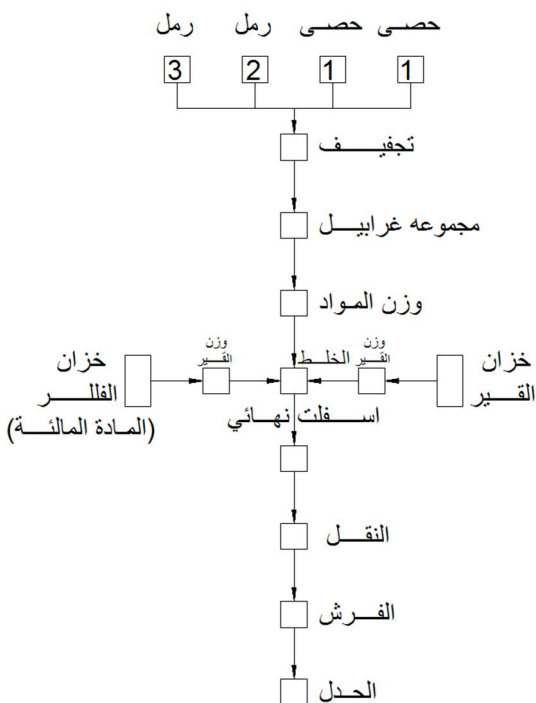 حصى حصى رمل رمل
1 1 2 3
تجفيف
مجموعه غرابيل
وزن المواد
خزان
القير
وزن
القير
الخلط
وزن
القير
خزان
الفللر
(المادة المالئة)
اسفلت نهائي
النقل
الفرش
الحدل